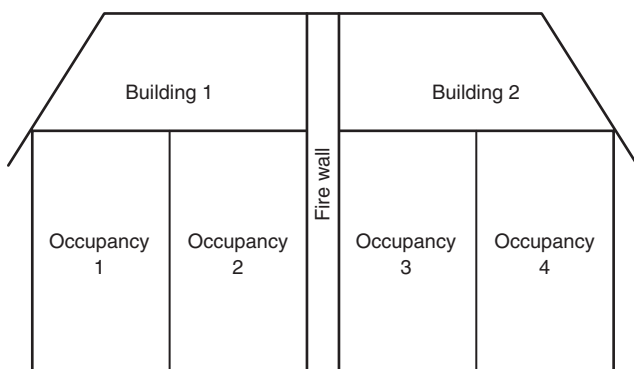 Building 1
Building 2
Fire wall
Occupancy
1
Occupancy
2
Occupancy
3
Occupancy
4